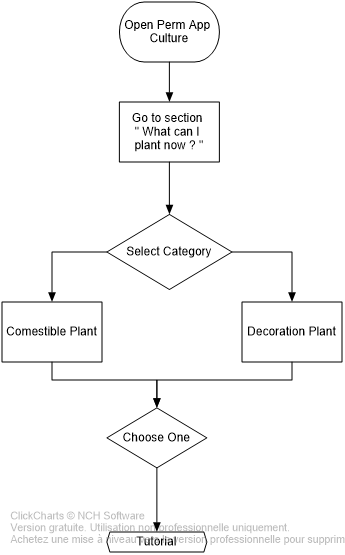 Open Perm App
Culture
Go to section
" What can I
plant now ? "
Select Category
Comestible Plant
Decoration Plant
Choose One
ClickCharts © NCH Software
Version gratuite. Utilisation non professionnelle uniquement.
Tutorial
Achetez une mise à niveau la version professionnelle pour supprim